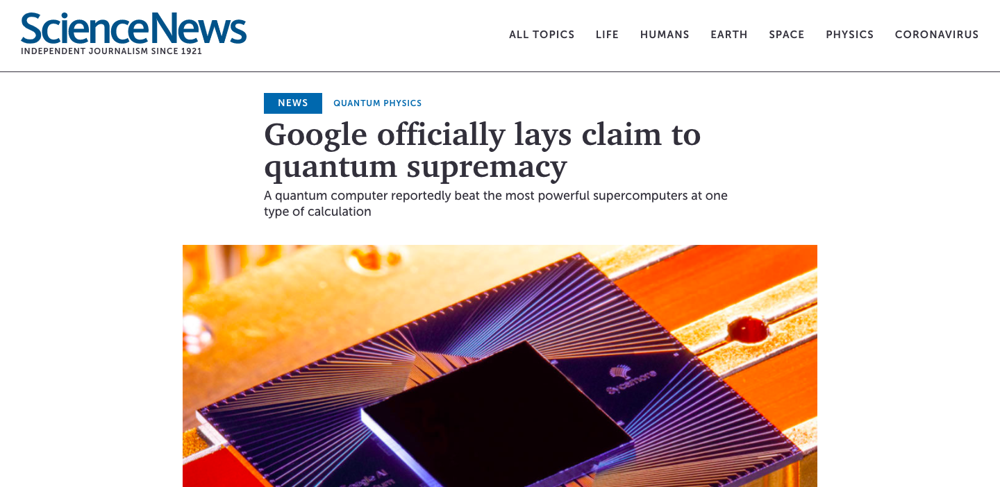 ScienceNews
INDEPENDENT JOURNALISM SINCE 1921
ALL TOPICS LIFE HUMANS EARTH SPACE PHYSICS CORONAVIRUS
NEWS QUANTUM PHYSICS
Google officially lays claim to
quantum supremacy
A quantum computer reportedly beat the most powerful supercomputers at one
type of calculation
Sycamore
Google AI